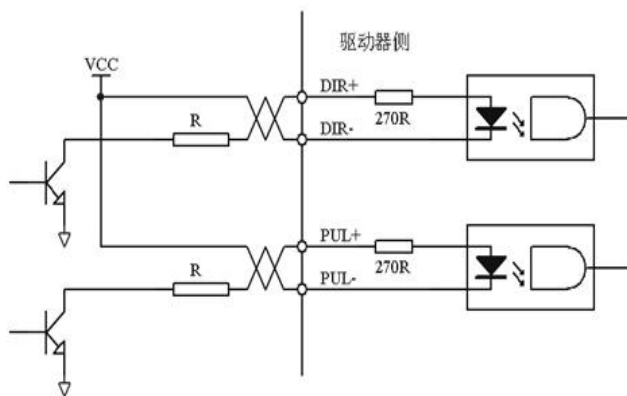 驱动器侧
VCC
DIR+
R
270R
DIR-
PUL+
R
270R
PUL-